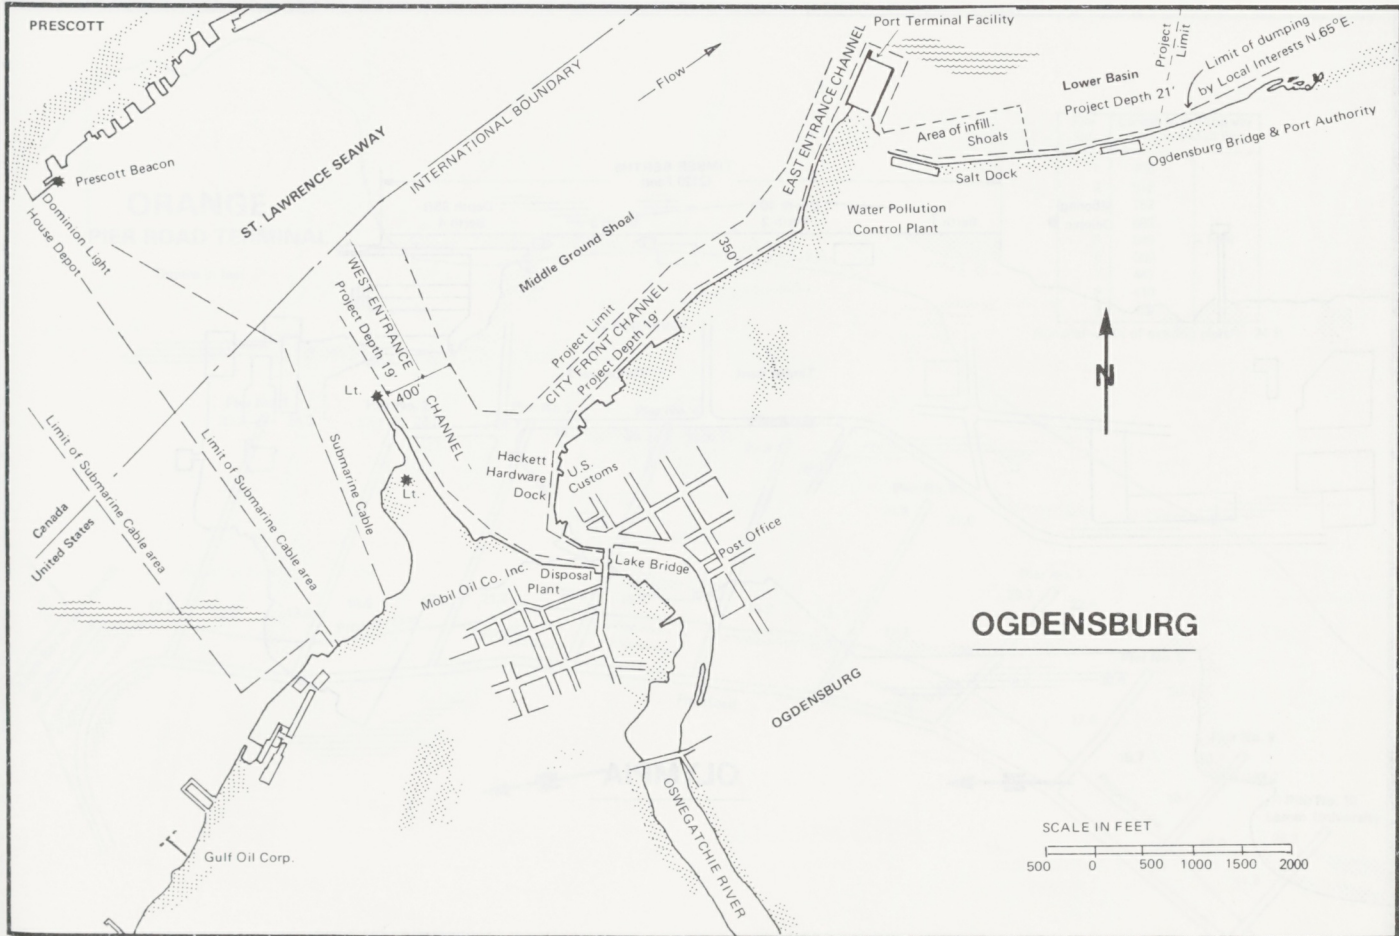 PRESCOTT
Port Terminal Facility
Project
Limit
Limit of dumping
by Local Interests N.65°E.
Lower Basin
Project Depth 21'
Flow
INTERNATIONAL BOUNDARY
ST. LAWRENCE SEAWAY
EAST ENTRANCE CHANNEL
Area of infill.
Shoals
Ogdensburg Bridge & Port Authority
Salt Dock
Prescott Beacon
Dominion Light
House Depot
Water Pollution
Control Plant
350'
Middle Ground Shoal
WEST ENTRANCE
Project Depth 19'
CHANNEL
400'
Lt.
Lt.
Project Limit
CITY FRONT CHANNEL
Project Depth 19'
N
Limit of Submarine Cable area
Limit of Submarine Cable area
Submarine Cable
Canada
United States
Hackett
Hardware
Dock
U.S.
Customs
Post Office
Lake Bridge
Mobil Oil Co. Inc.
Disposal
Plant
OGDENSBURG
OGDENSBURG
OSWEGATCHIE RIVER
Gulf Oil Corp.
SCALE IN FEET
500 0 500 1000 1500 2000